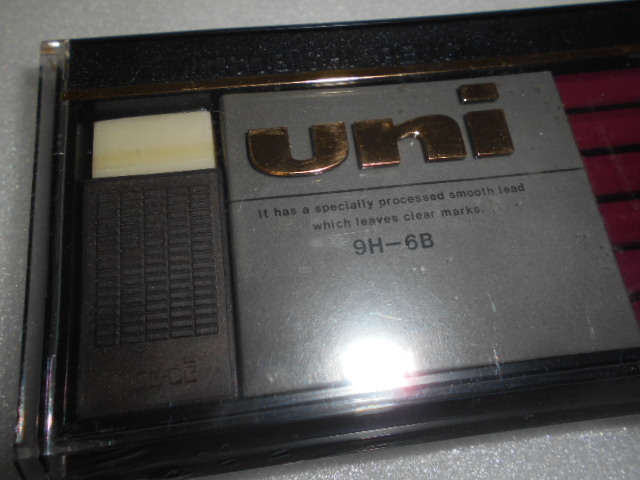 uni
It has a specially processed smooth lead
which leaves clear marks.
9H-6B